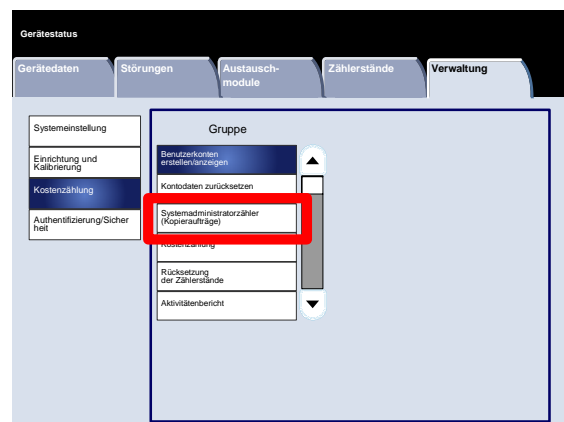 Gerätestatus
Gerätedaten
Störungen
Austausch-
module
Zählerstände
Verwaltung
Systemeinstellung
Einrichtung und
Kalibrierung
Kostenzählung
Authentifizierung/Sicher
heit
Gruppe
Benutzerkonten
erstellen/anzeigen
Kontodaten zurücksetzen
Systemadministratorzähler
(Kopieraufträge)
Kostenzählung
Rücksetzung
der Zählerstände
Aktivitätenbericht